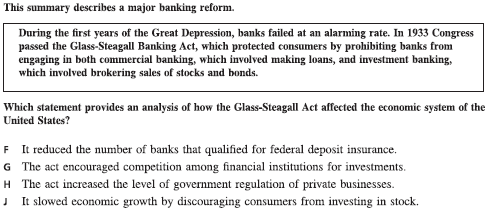 This summary describes a major banking reform.
During the first years of the Great Depression, banks failed at an alarming rate. In 1933 Congress
passed the Glass-Steagall Banking Act, which protected consumers by prohibiting banks from
engaging in both commercial banking, which involved making loans, and investment banking,
which involved brokering sales of stocks and bonds.
Which statement provides an analysis of how the Glass-Steagall Act affected the economic system of the
United States?
F It reduced the number of banks that qualified for federal deposit insurance.
G The act encouraged competition among financial institutions for investments.
H The act increased the level of government regulation of private businesses.
J It slowed economic growth by discouraging consumers from investing in stock.